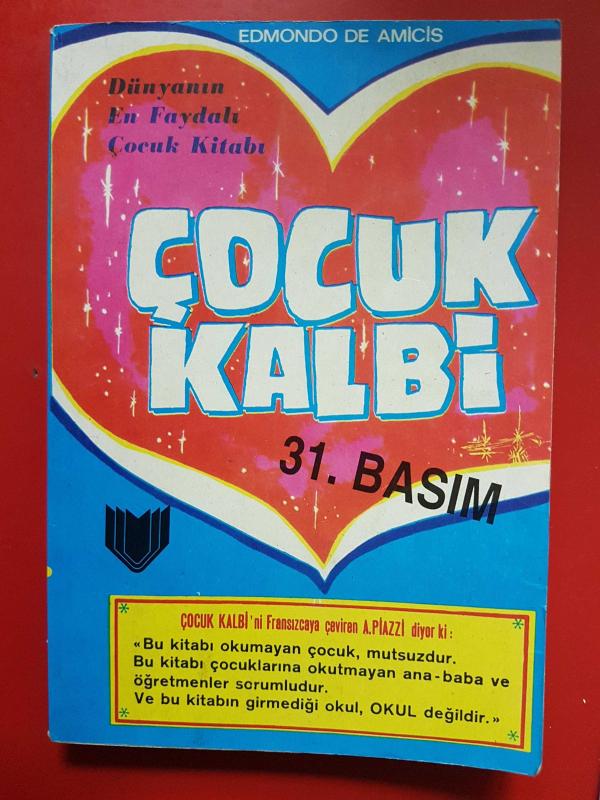 EDMONDO DE AMİCİS
Dünyanın
En Faydalı
Çocuk Kitabı
ÇOCUK
KALBİ
31. BASIM
ÇOCUK KALBİ'ni Fransızcaya çeviren A.PİAZZİ diyor ki:
«Bu kitabı okumayan çocuk, mutsuzdur.
Bu kitabı çocuklarına okutmayan ana-baba ve
öğretmenler sorumludur.
Ve bu kitabın girmediği okul, OKUL değildir.»